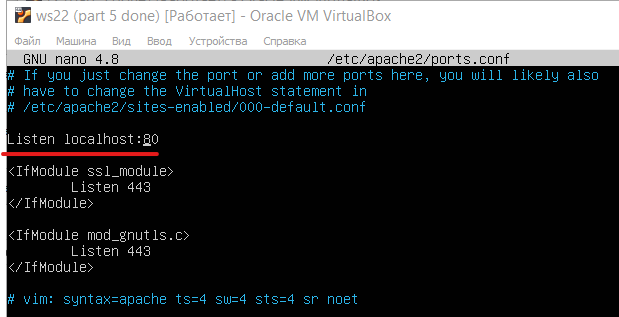 ws22 (part 5 done) [Работает] - Oracle VM VirtualBox
Файл Машина Вид Ввод Устройства Справка
GNU nano 4.8 /etc/apache2/ports.conf
# If you just change the port or add more ports here, you will likely also
# have to change the VirtualHost statement in
# /etc/apache2/sites-enabled/000-default.conf
Listen localhost:80
<IfModule ssl_module>
Listen 443
</IfModule>
<IfModule mod_gnutls.c>
Listen 443
</IfModule>
# vim: syntax=apache ts=4 sw=4 sts=4 sr noet